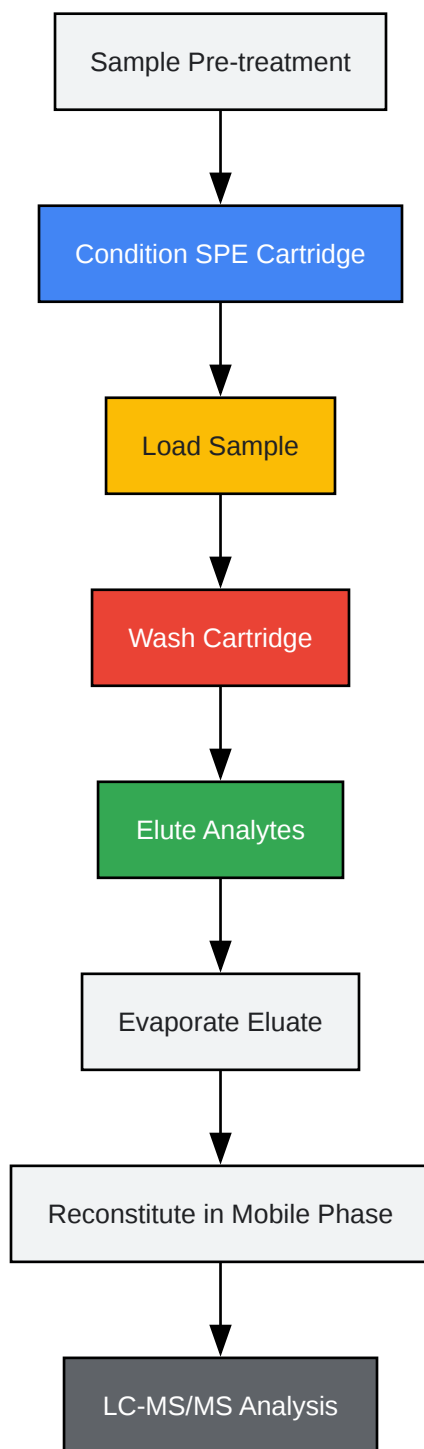 Sample Pre-treatment
Condition SPE Cartridge
Load Sample
Wash Cartridge
Elute Analytes
Evaporate Eluate
Reconstitute in Mobile Phase
LC-MS/MS Analysis